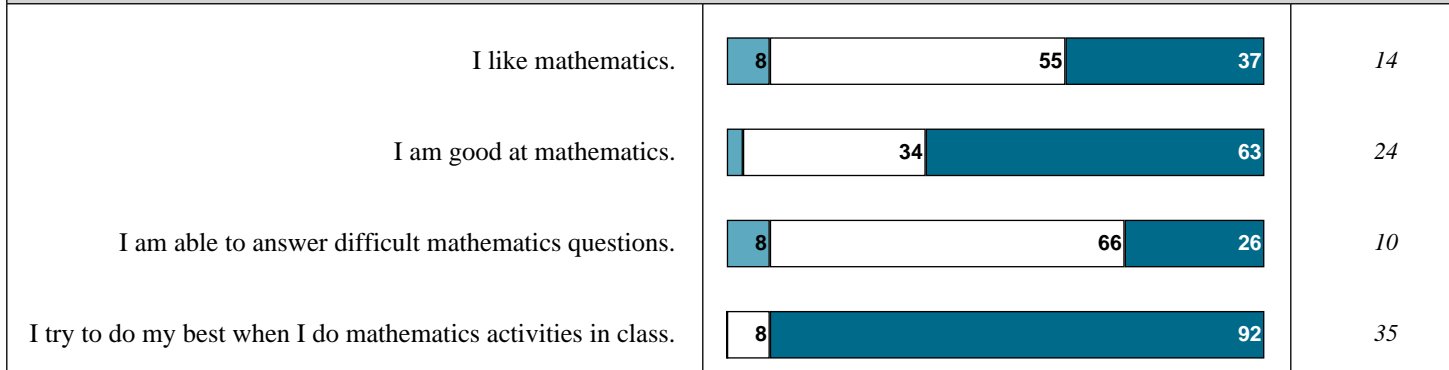 I like mathematics. 8 55 37 14
I am good at mathematics. 34 63 24
I am able to answer difficult mathematics questions. 8 66 26 10
I try to do my best when I do mathematics activities in class. 8 92 35